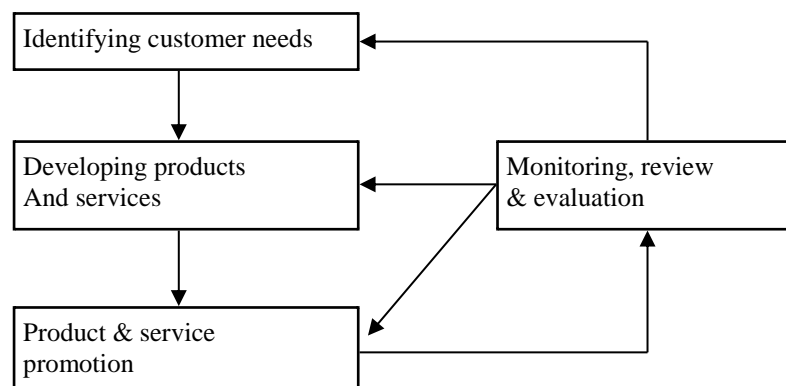 Identifying customer needs
Developing products
And services
Monitoring, review
& evaluation
Product & service
promotion